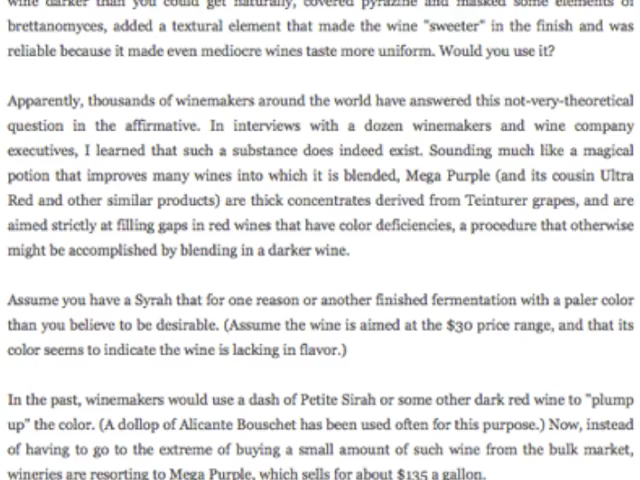 wine darker than you could get naturally, covered pyrazine and masked some elements of
brettanomyces, added a textural element that made the wine "sweeter" in the finish and was
reliable because it made even mediocre wines taste more uniform. Would you use it?
Apparently, thousands of winemakers around the world have answered this not-very-theoretical
question in the affirmative. In interviews with a dozen winemakers and wine company
executives, I learned that such a substance does indeed exist. Sounding much like a magical
potion that improves many wines into which it is blended, Mega Purple (and its cousin Ultra
Red and other similar products) are thick concentrates derived from Teinturer grapes, and are
aimed strictly at filling gaps in red wines that have color deficiencies, a procedure that otherwise
might be accomplished by blending in a darker wine.
Assume you have a Syrah that for one reason or another finished fermentation with a paler color
than you believe to be desirable. (Assume the wine is aimed at the $30 price range, and that its
color seems to indicate the wine is lacking in flavor.)
In the past, winemakers would use a dash of Petite Sirah or some other dark red wine to "plump
up" the color. (A dollop of Alicante Bouschet has been used often for this purpose.) Now, instead
of having to go to the extreme of buying a small amount of such wine from the bulk market,
wineries are resorting to Mega Purple, which sells for about $135 a gallon.